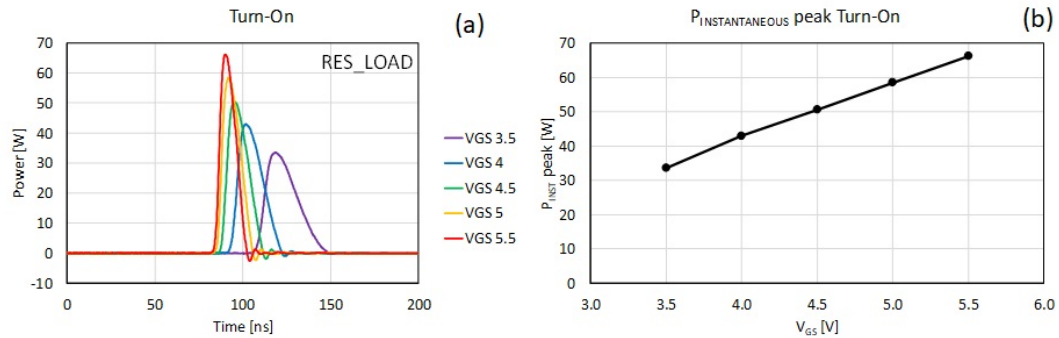 Turn-On
(a)
RES_LOAD
Power [W]
70
60
50
40
30
20
10
0
-10
0
50
100
150
200
Time [ns]
VGS 3.5
VGS 4
VGS 4.5
VGS 5
VGS 5.5
PINSTANTANEOUS peak Turn-On
(b)
PINST peak [W]
70
60
50
40
30
20
10
0
3.0
3.5
4.0
4.5
5.0
5.5
6.0
VGS [V]